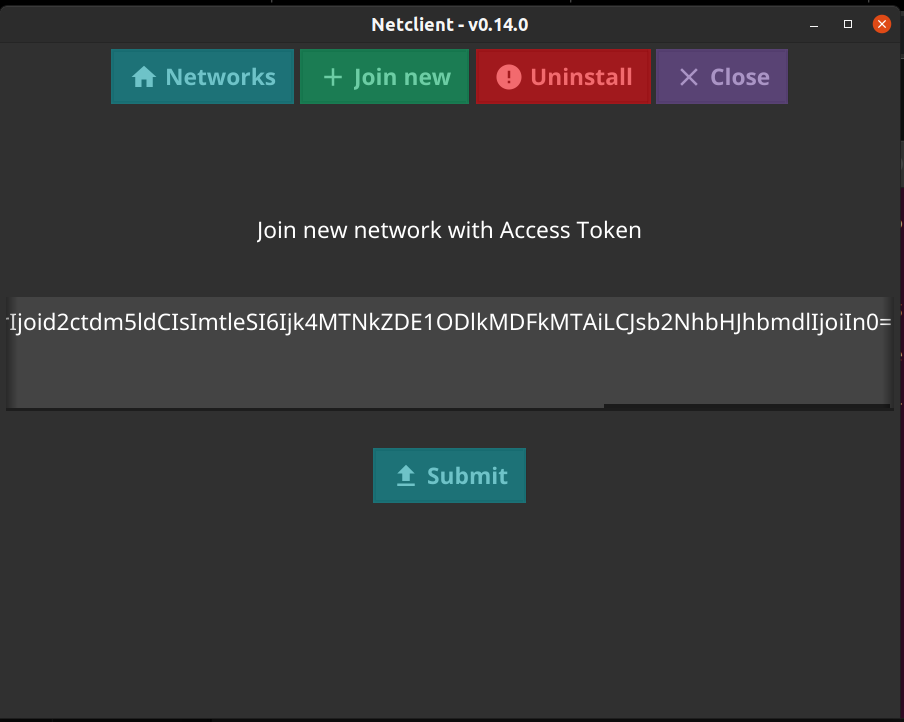 Netclient - v0.14.0
Networks
Join new
Uninstall
Close
Join new network with Access Token
Ijoid2ctdm5ldCIsImtleSI6Ijk4MTNkZDE1ODlkMDFkMTAiLCJsb2NhbHJhbmdlIjoiIn0=
Submit